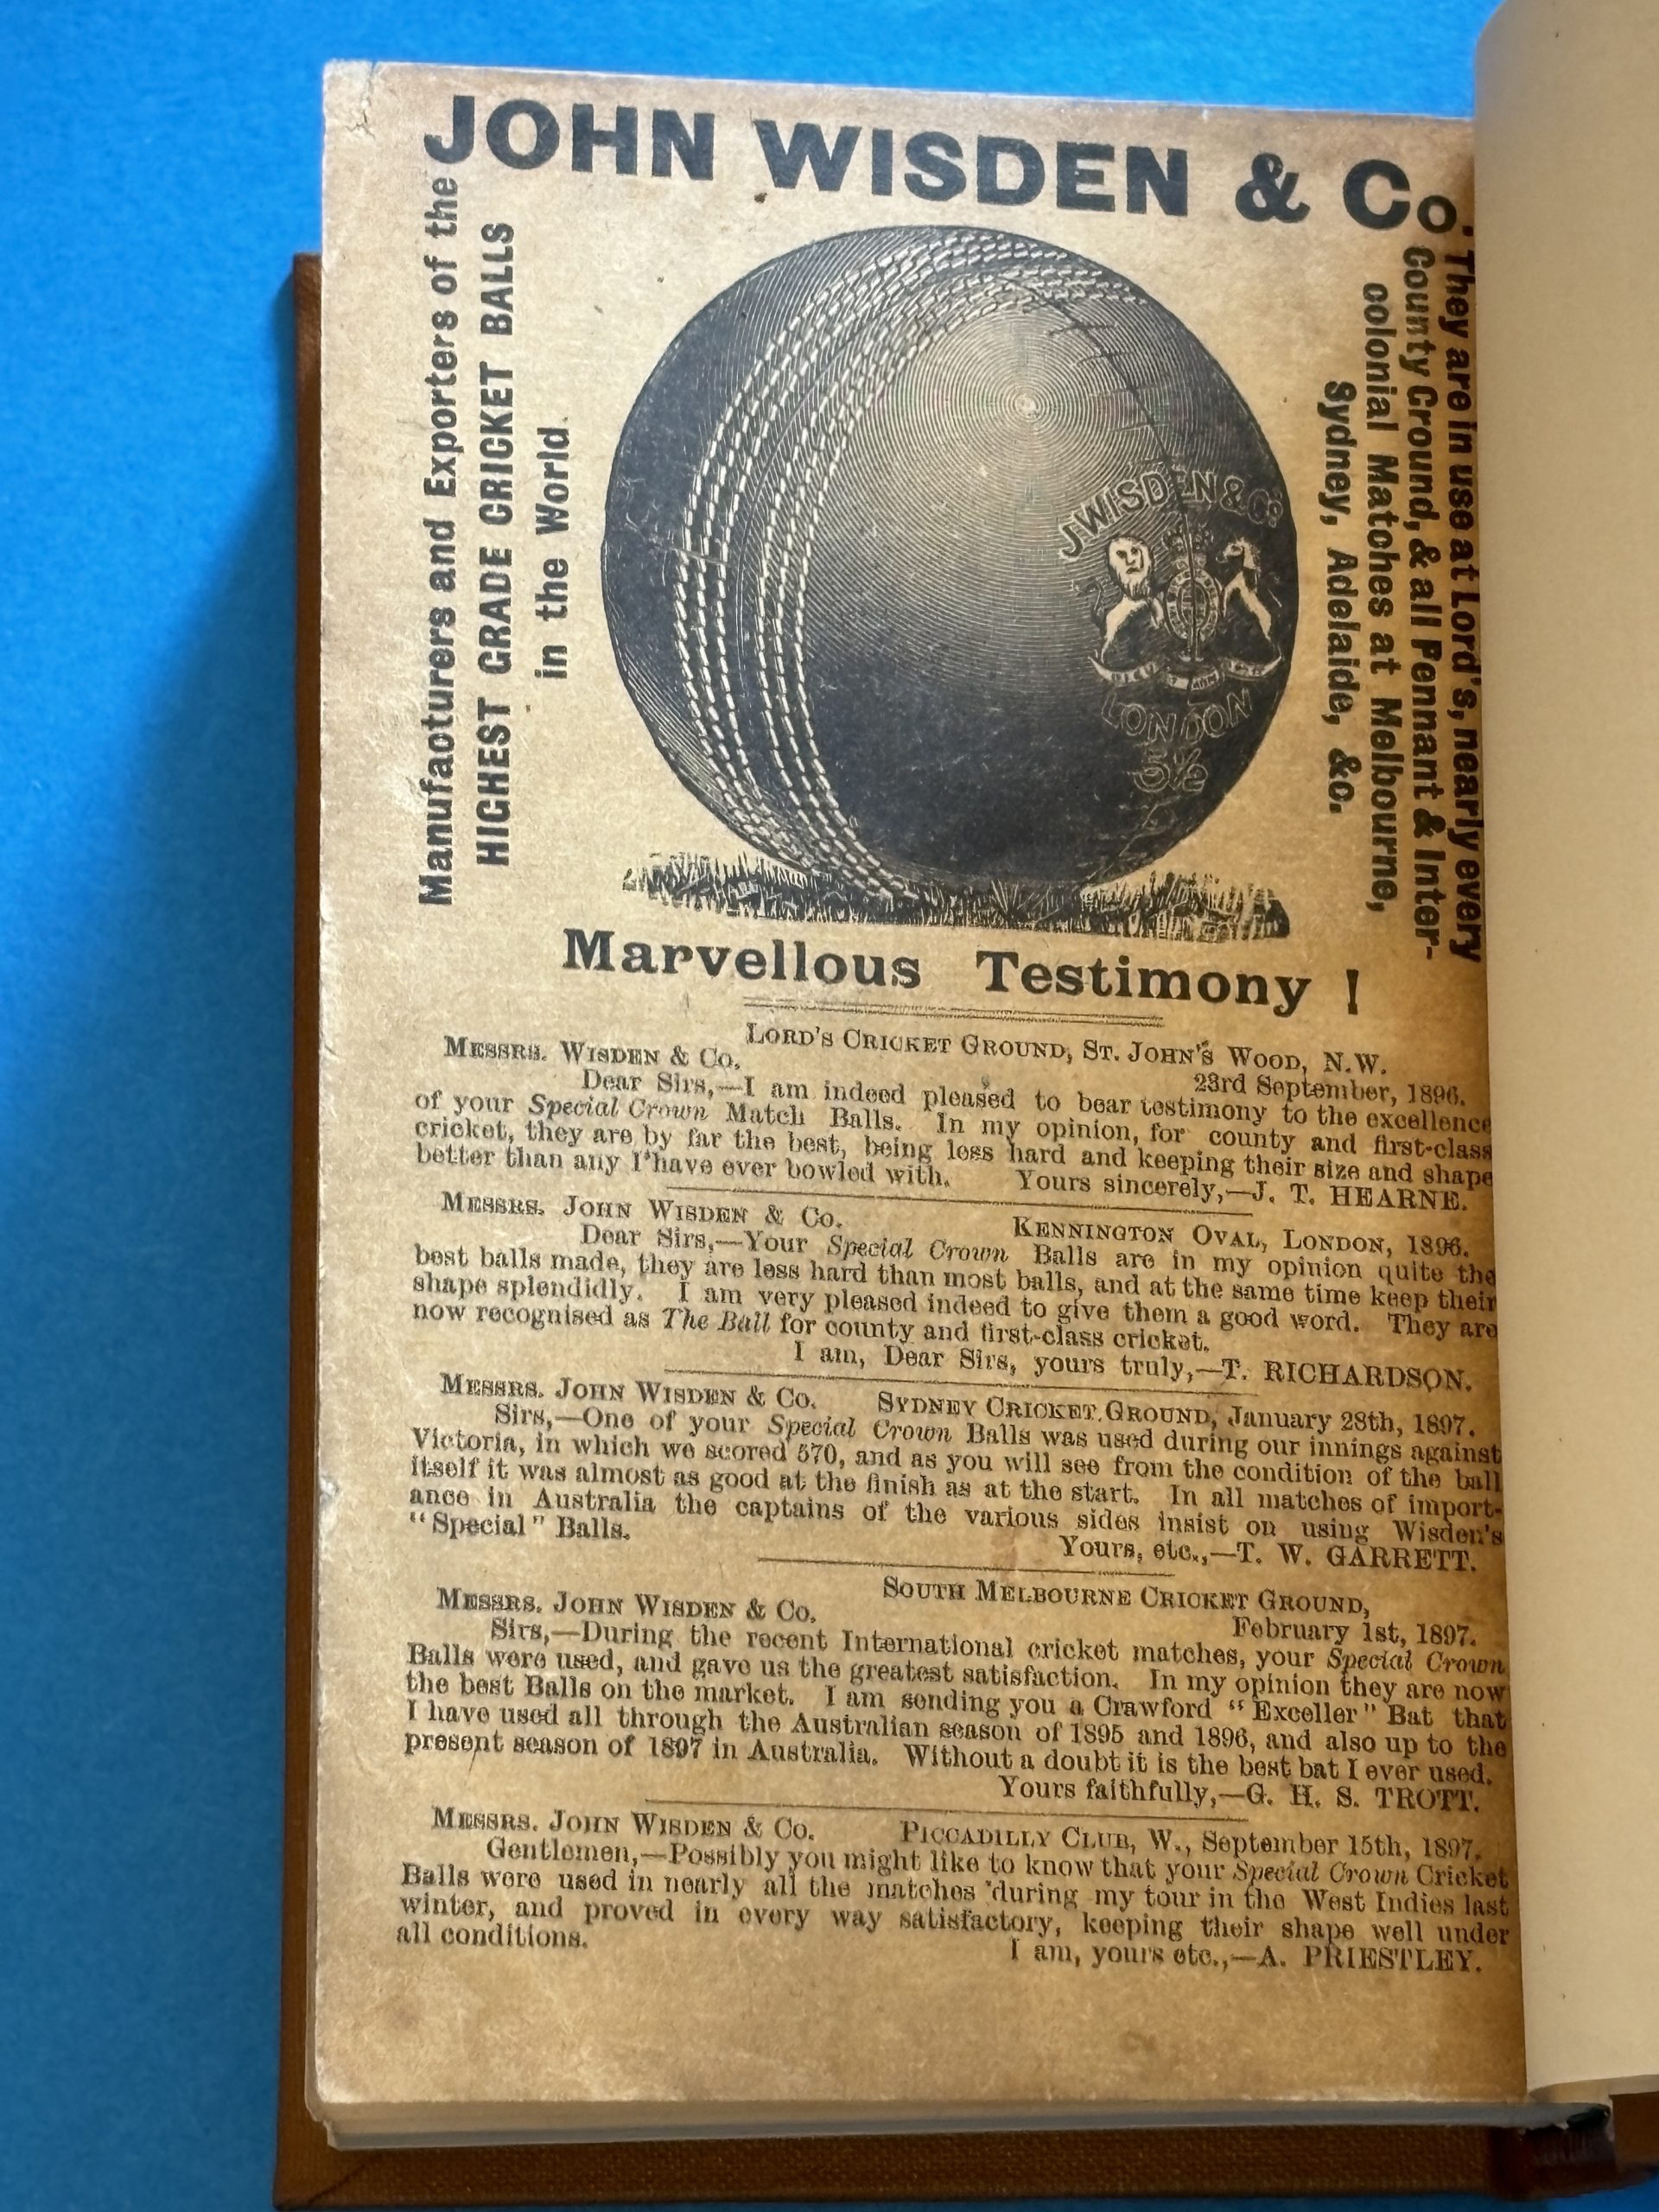 JOHN WISDEN & Co.
Manufacturers and Exporters of the
HIGHEST GRADE CRICKET BALLS
in the World.
They are in use at Lord's, nearly every
County Ground, & all Pennant & Inter-
colonial Matches at Melbourne,
Sydney, Adelaide, &c.
J WISDEN & Co.
LONDON
5½
Marvellous Testimony !
LORD'S CRICKET GROUND, ST. JOHN'S WOOD, N.W.
MESSRS. WISDEN & CO.
23rd September, 1896.
Dear Sirs,—I am indeed pleased to bear testimony to the excellence
of your Special Crown Match Balls. In my opinion, for county and first-class
cricket, they are by far the best, being less hard and keeping their size and shape
better than any I have ever bowled with. Yours sincerely,—J. T. HEARNE.
MESSRS. JOHN WISDEN & CO. KENNINGTON OVAL, LONDON, 1896.
Dear Sirs,—Your Special Crown Balls are in my opinion quite the
best balls made, they are less hard than most balls, and at the same time keep their
shape splendidly. I am very pleased indeed to give them a good word. They are
now recognised as The Ball for county and first-class cricket.
I am, Dear Sirs, yours truly,—T. RICHARDSON.
MESSRS. JOHN WISDEN & CO. SYDNEY CRICKET GROUND, January 28th, 1897.
Sirs,—One of your Special Crown Balls was used during our innings against
Victoria, in which we scored 570, and as you will see from the condition of the ball
itself it was almost as good at the finish as at the start. In all matches of import-
ance in Australia the captains of the various sides insist on using Wisden's
"Special" Balls.
Yours, etc.,—T. W. GARRETT.
SOUTH MELBOURNE CRICKET GROUND,
MESSRS. JOHN WISDEN & CO.
February 1st, 1897.
Sirs,—During the recent International cricket matches, your Special Crown
Balls were used, and gave us the greatest satisfaction. In my opinion they are now
the best Balls on the market. I am sending you a Crawford "Exceller" Bat that
I have used all through the Australian season of 1895 and 1896, and also up to the
present season of 1897 in Australia. Without a doubt it is the best bat I ever used.
Yours faithfully,—G. H. S. TROTT.
MESSRS. JOHN WISDEN & CO. PICCADILLY CLUB, W., September 15th, 1897.
Gentlemen,—Possibly you might like to know that your Special Crown Cricket
Balls were used in nearly all the matches during my tour in the West Indies last
winter, and proved in every way satisfactory, keeping their shape well under
all conditions.
I am, yours etc.,—A. PRIESTLEY.